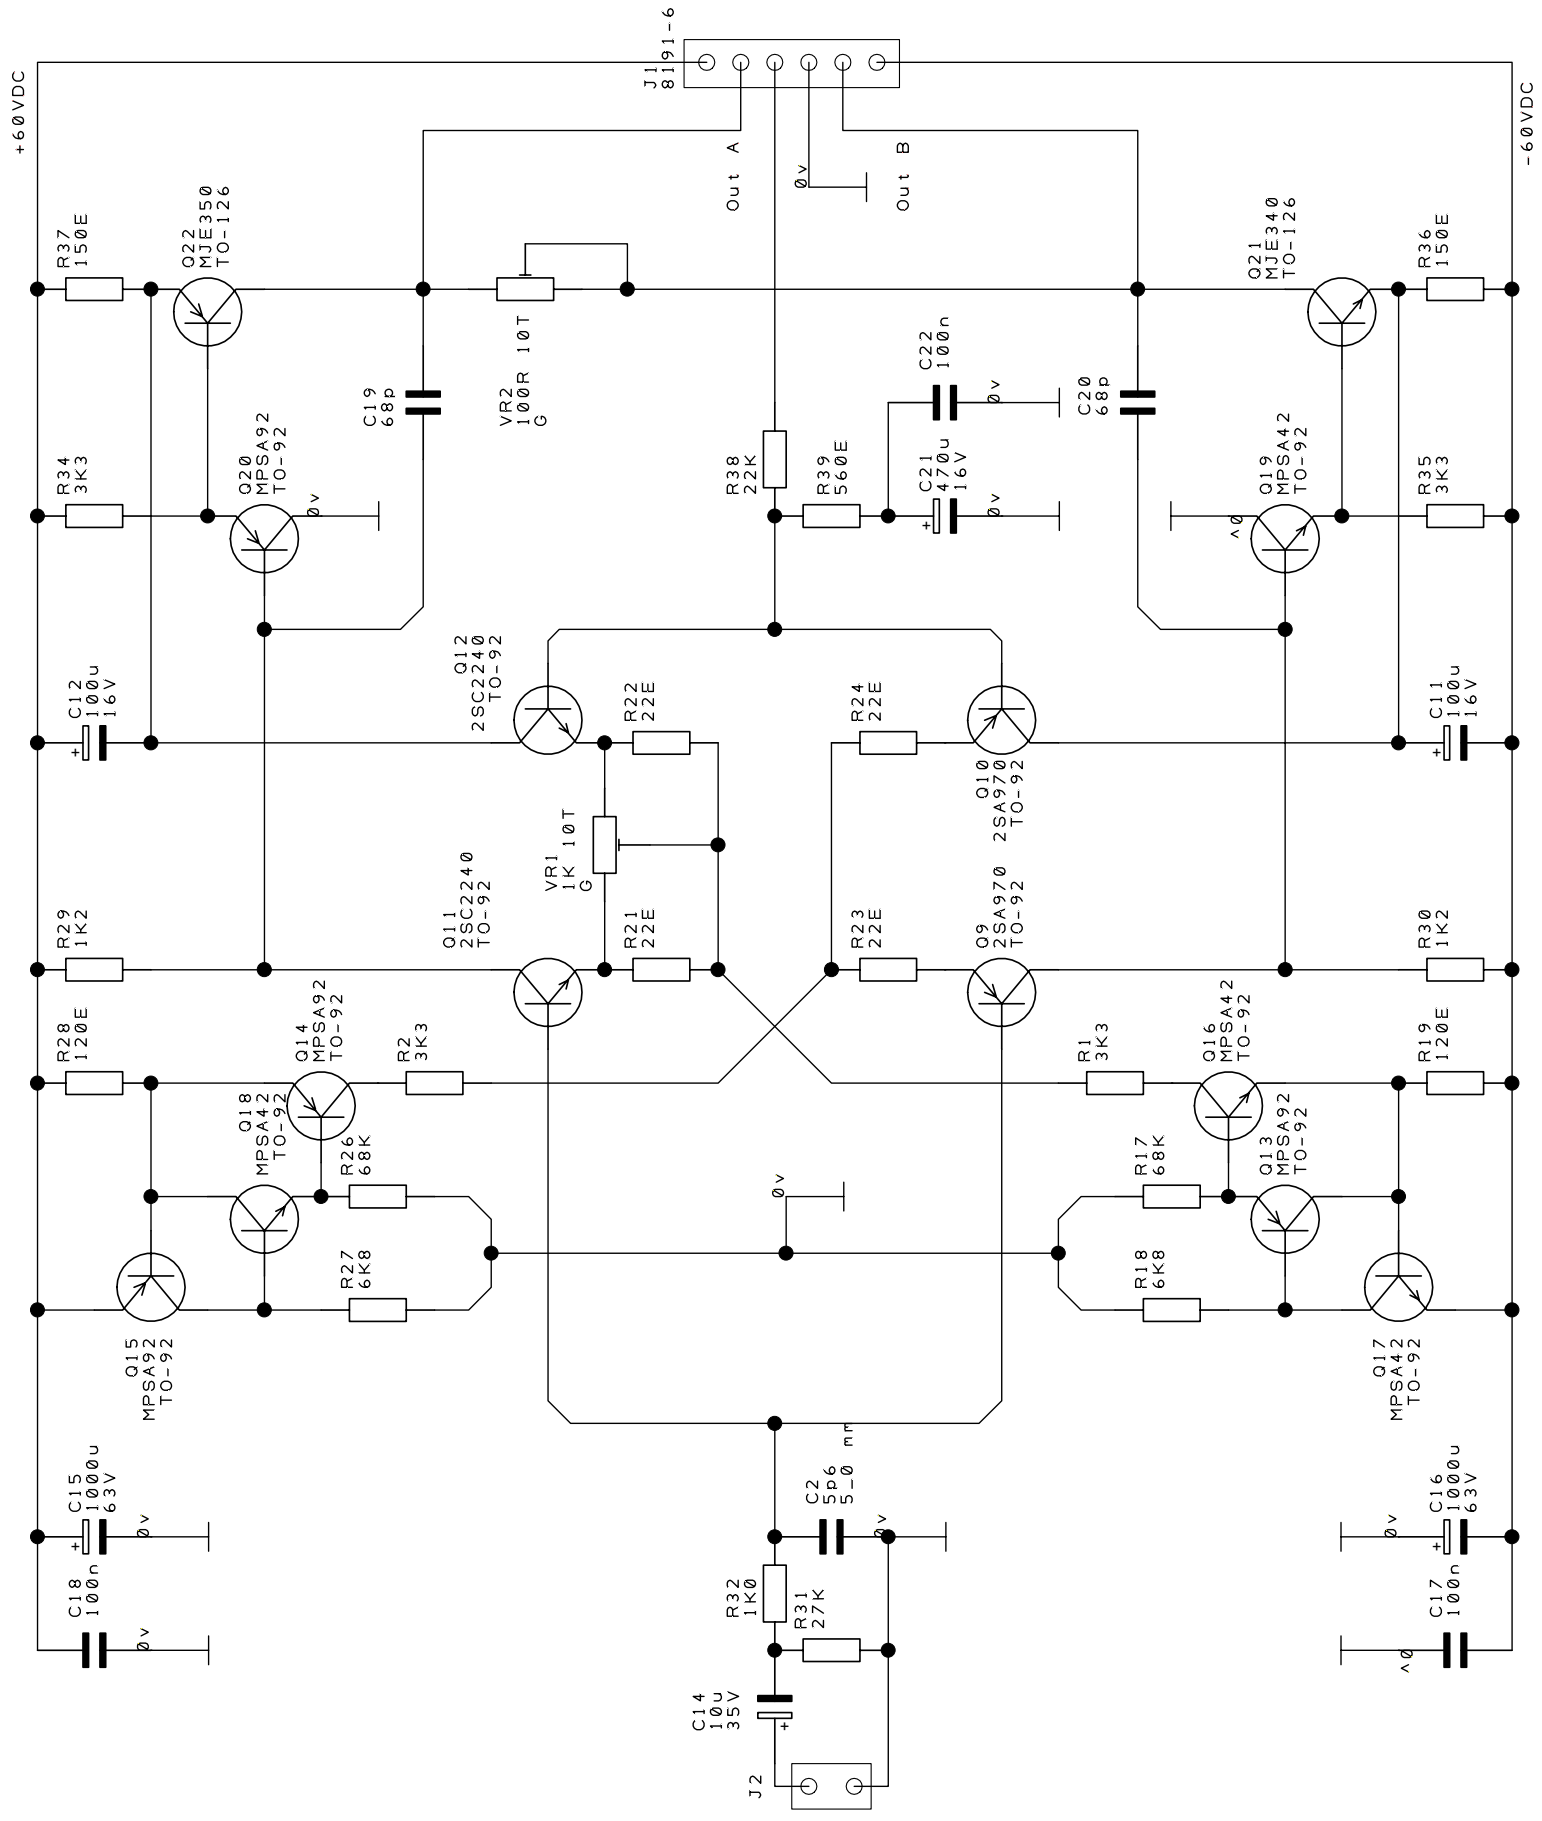 +60VDC
J1
8191-6
-60VDC
Out A
0v
Out B
R37
150E
Q22
MJE350
TO-126
Q21
MJE340
TO-126
R36
150E
C19
68p
VR2
100R 10T
G
C22
100n
0v
C20
68p
R34
3K3
Q20
MPSA92
TO-92
0v
R38
22K
R39
560E
C21
470u
16V
+
0v
Q19
MPSA42
TO-92
0v
R35
3K3
C12
100u
16V
+
Q12
2SC2240
TO-92
R22
22E
R24
22E
Q10
2SA970
TO-92
C11
100u
16V
+
VR1
1K 10T
G
R29
1K2
Q11
2SC2240
TO-92
R21
22E
R23
22E
Q9
2SA970
TO-92
R30
1K2
R28
120E
Q14
MPSA92
TO-92
R2
3K3
R1
3K3
Q16
MPSA42
TO-92
R19
120E
Q18
MPSA42
TO-92
R26
68K
0v
R17
68K
Q13
MPSA92
TO-92
R27
6K8
R18
6K8
Q15
MPSA92
TO-92
Q17
MPSA42
TO-92
C15
1000u
63V
+
0v
C2
5p6
5_0 mm
0v
C16
1000u
63V
+
0v
C18
100n
0v
R32
1K0
R31
27K
C17
100n
0v
C14
10u
35V
+
J2